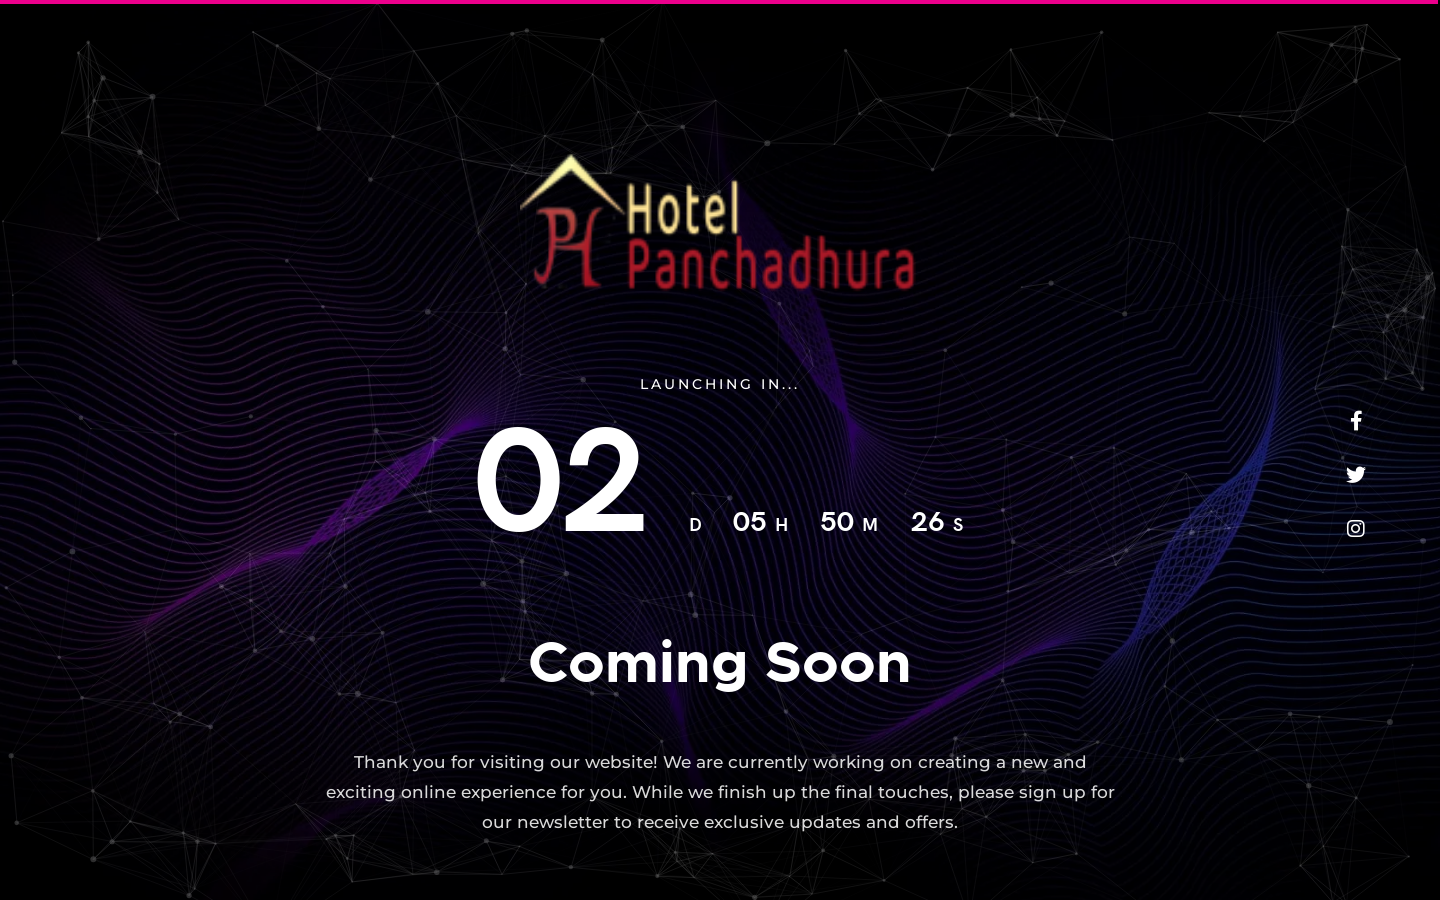 PH
Hotel
Panchadhura
LAUNCHING IN...
02 D 05 H 50 M 26 S
Coming Soon
Thank you for visiting our website! We are currently working on creating a new and
exciting online experience for you. While we finish up the final touches, please sign up for
our newsletter to receive exclusive updates and offers.